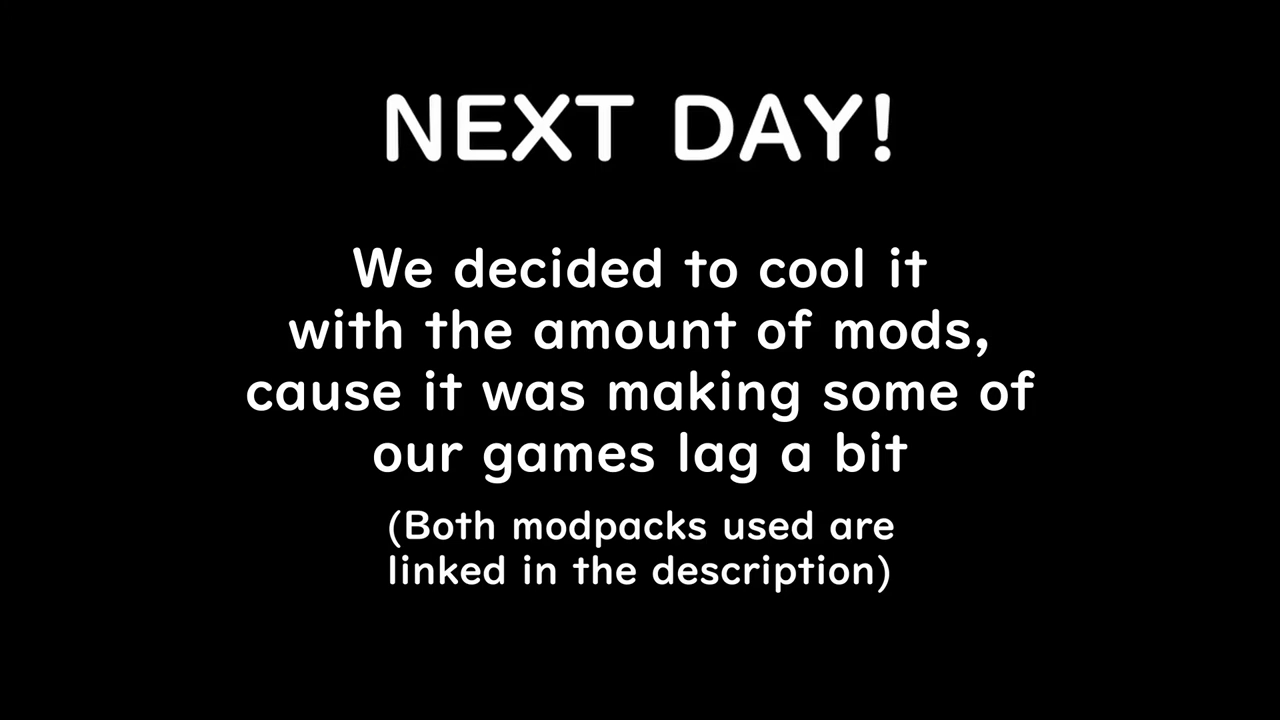 NEXT DAY!
We decided to cool it
with the amount of mods,
cause it was making some of
our games lag a bit
(Both modpacks used are
linked in the description)